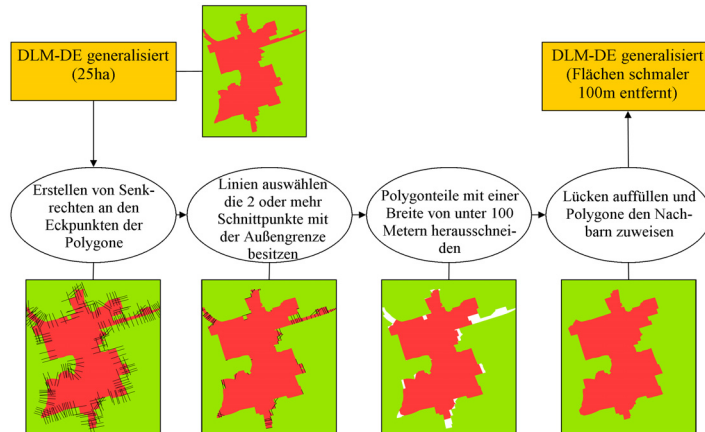 DLM-DE generalisiert
(25ha)
DLM-DE generalisiert
(Flächen schmaler
100m entfernt)
Erstellen von Senk-
rechten an den
Eckpunkten der
Polygone
Linien auswählen
die 2 oder mehr
Schnittpunkte mit
der Außengrenze
besitzen
Polygonteile mit einer
Breite von unter 100
Metern herausschnei-
den
Lücken auffüllen und
Polygone den Nach-
barn zuweisen